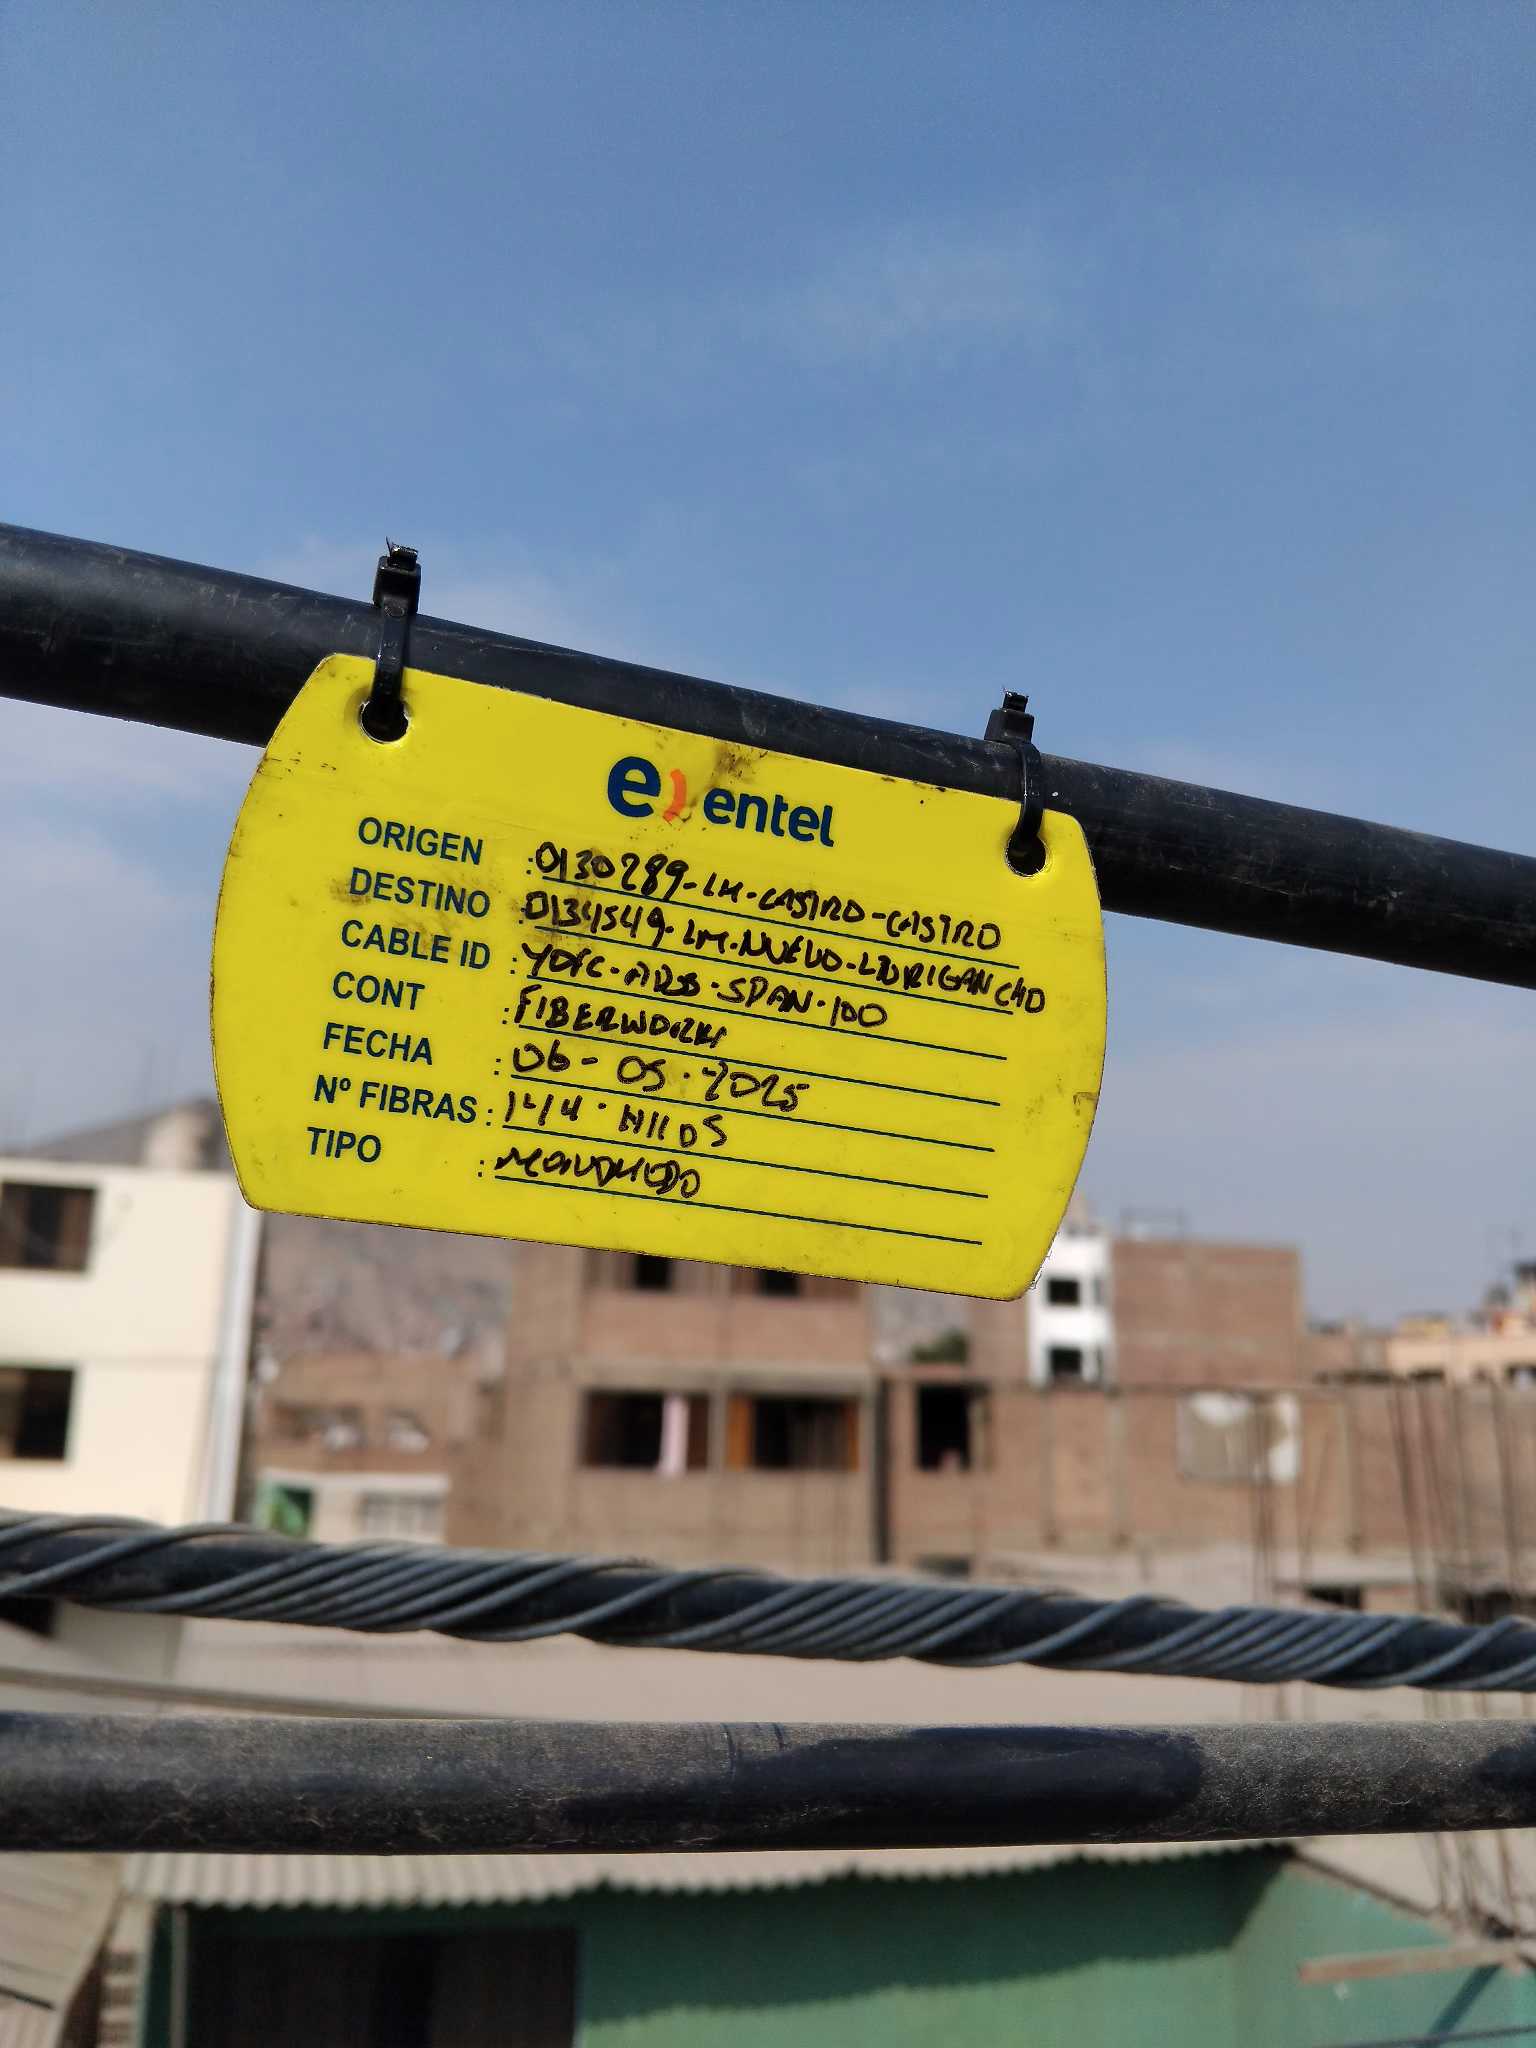 e) entel
ORIGEN : 0130289-LM-CASTRO-CASTRO
DESTINO : 0134549-LM-NUEVO-LURIGANCHO
CABLE ID : YOFC-ADSS-SPAN-100
CONT : FIBERWORK
FECHA : 06-05-2025
Nº FIBRAS : 144 HILOS
TIPO : MONOMODO